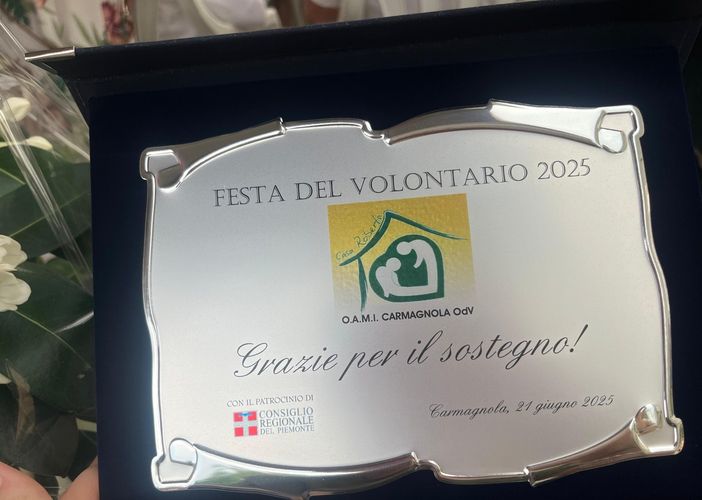 FESTA DEL VOLONTARIO 2025
Casa Roberta
O.A.M.I. CARMAGNOLA OdV
Grazie per il sostegno!
CON IL PATROCINIO DI
CONSIGLIO
REGIONALE
DEL PIEMONTE
Carmagnola, 21 giugno 2025